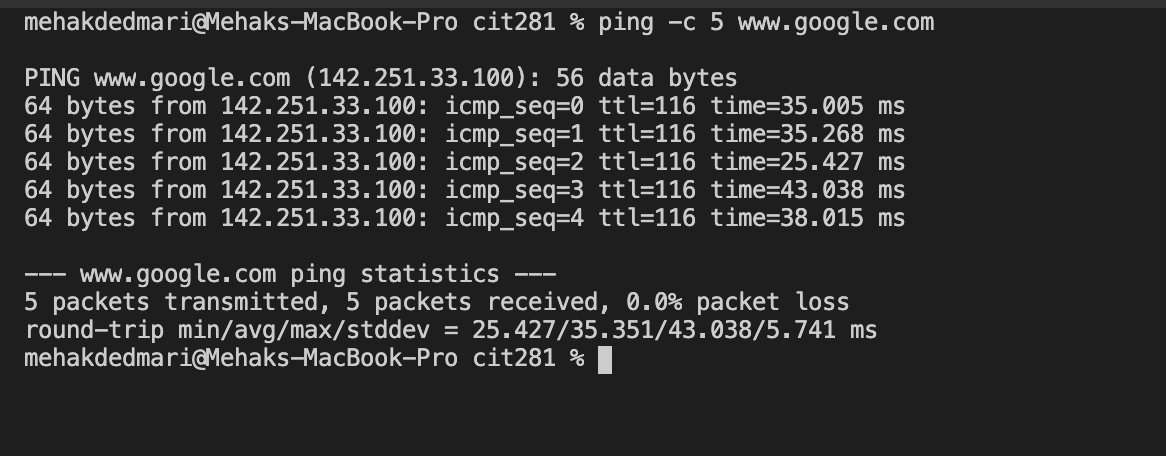 mehakdedmari@Mehaks-MacBook-Pro cit281 % ping -c 5 www.google.com
PING www.google.com (142.251.33.100): 56 data bytes
64 bytes from 142.251.33.100: icmp_seq=0 ttl=116 time=35.005 ms
64 bytes from 142.251.33.100: icmp_seq=1 ttl=116 time=35.268 ms
64 bytes from 142.251.33.100: icmp_seq=2 ttl=116 time=25.427 ms
64 bytes from 142.251.33.100: icmp_seq=3 ttl=116 time=43.038 ms
64 bytes from 142.251.33.100: icmp_seq=4 ttl=116 time=38.015 ms
--- www.google.com ping statistics ---
5 packets transmitted, 5 packets received, 0.0% packet loss
round-trip min/avg/max/stddev = 25.427/35.351/43.038/5.741 ms
mehakdedmari@Mehaks-MacBook-Pro cit281 %